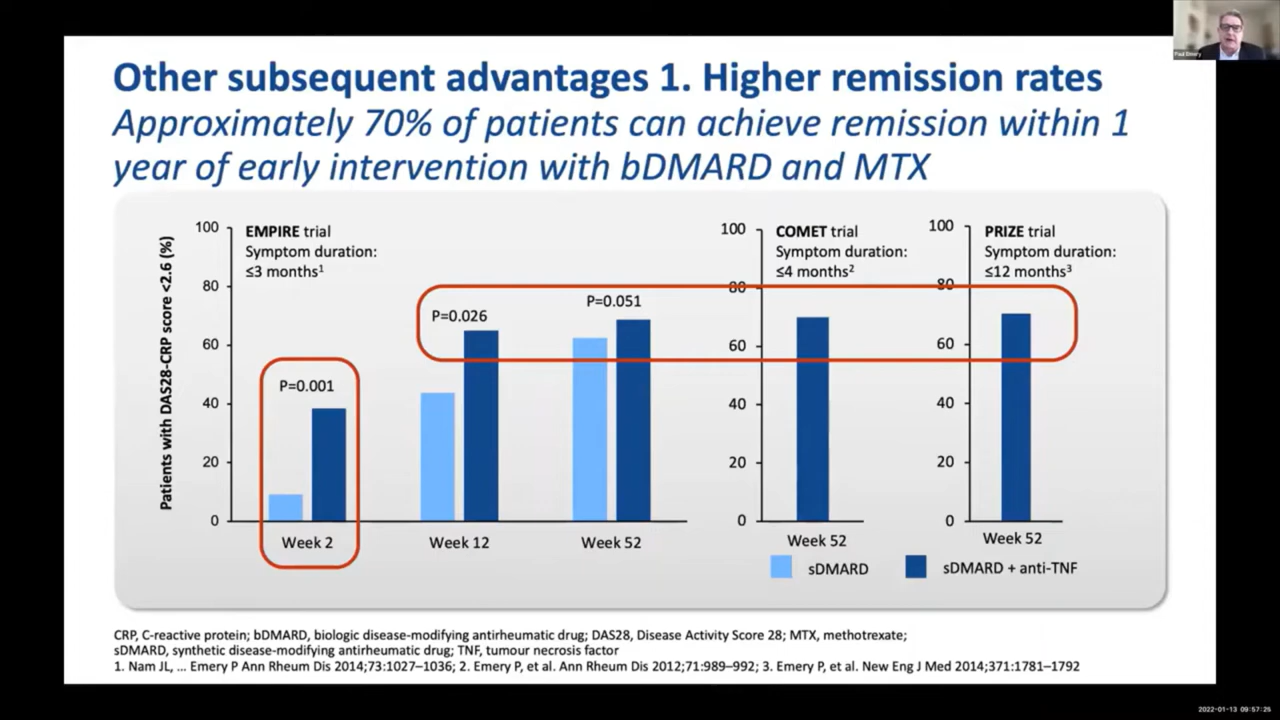 Other subsequent advantages 1. Higher remission rates
Approximately 70% of patients can achieve remission within 1
year of early intervention with bDMARD and MTX
Patients with DAS28-CRP score <2.6 (%)
100
80
60
40
20
0
EMPIRE trial
Symptom duration:
≤3 months1
P=0.001
P=0.026
P=0.051
Week 2
Week 12
Week 52
100
80
60
40
20
0
COMET trial
Symptom duration:
≤4 months2
Week 52
100
80
60
40
20
0
PRIZE trial
Symptom duration:
≤12 months3
Week 52
sDMARD
sDMARD + anti-TNF
CRP, C-reactive protein; bDMARD, biologic disease-modifying antirheumatic drug; DAS28, Disease Activity Score 28; MTX, methotrexate;
sDMARD, synthetic disease-modifying antirheumatic drug; TNF, tumour necrosis factor
1. Nam JL, ... Emery P Ann Rheum Dis 2014;73:1027–1036; 2. Emery P, et al. Ann Rheum Dis 2012;71:989–992; 3. Emery P, et al. New Eng J Med 2014;371:1781–1792
Paul Emery
2022-01-13 09:57:25